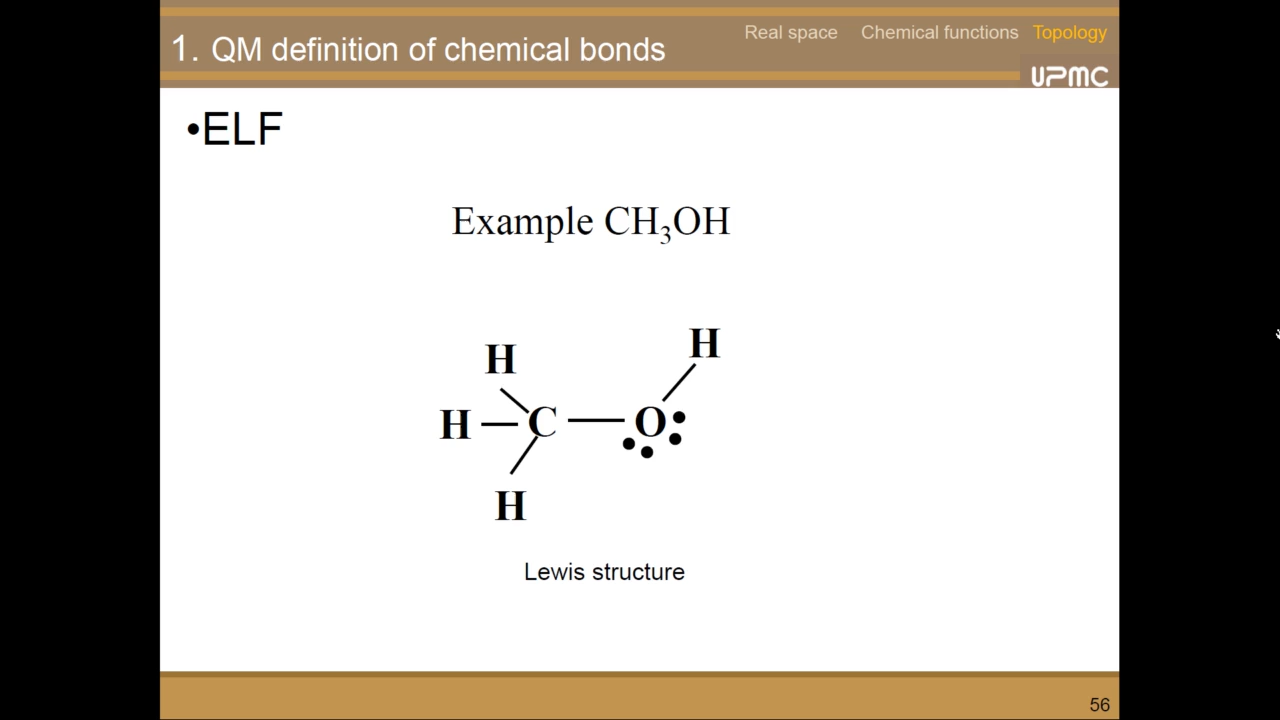 1. QM definition of chemical bonds
Real space Chemical functions Topology
UPMC
•ELF
Example CH₃OH
H
H
H — C — O
H
Lewis structure
56